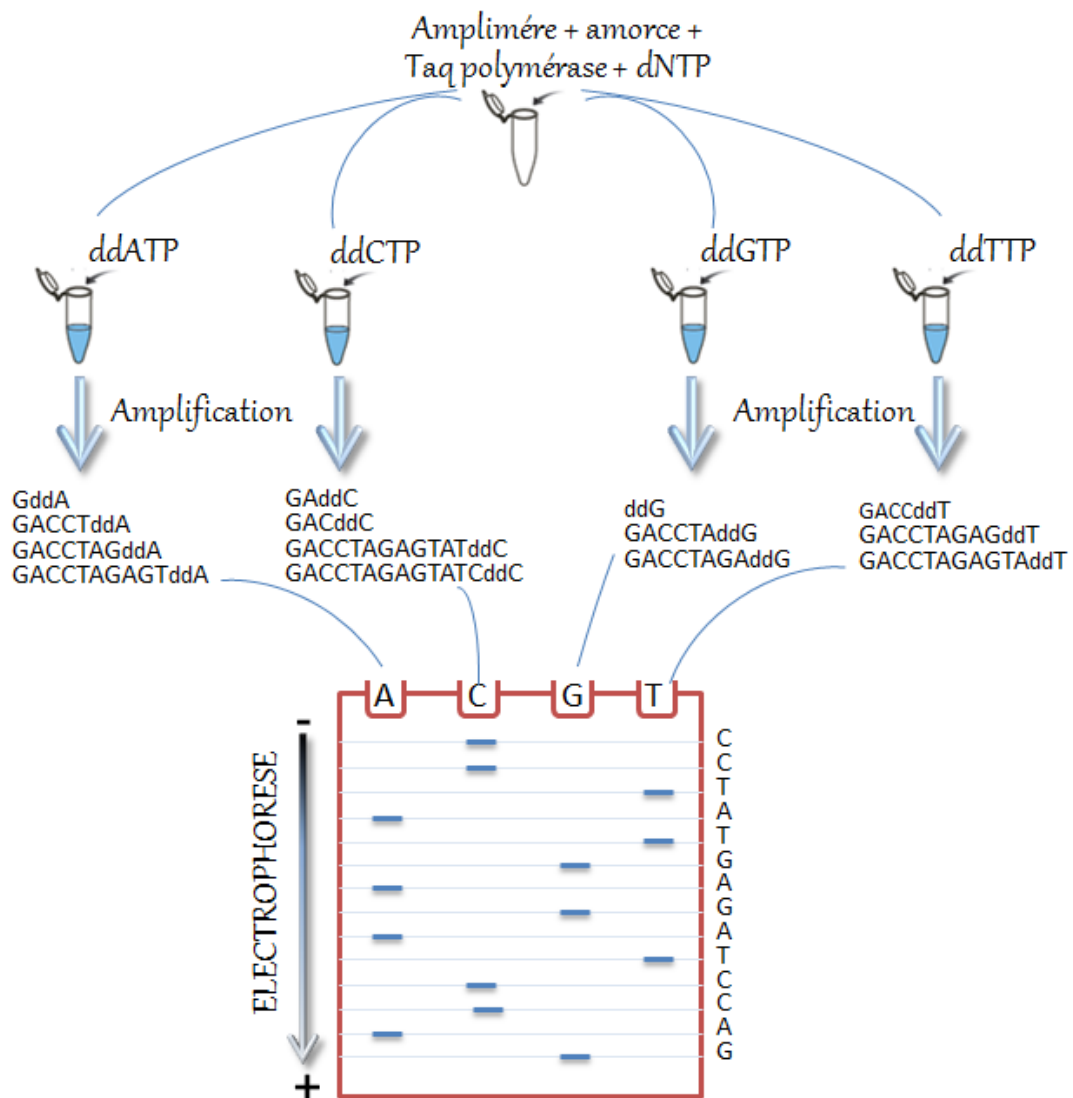 Amplimére + amorce +
Taq polymérase + dNTP
ddATP
ddCTP
ddGTP
ddTTP
Amplification
Amplification
GddA
GACCTddA
GACCTAGddA
GACCTAGAGTddA
GAddC
GACddC
GACCTAGAGTATddC
GACCTAGAGTATCddC
ddG
GACCTAddG
GACCTAGAddG
GACCddT
GACCTAGAGddT
GACCTAGAGTAddT
A
C
G
T
-
ELECTROPHORESE
+
C
C
T
A
T
G
A
G
A
T
C
C
A
G